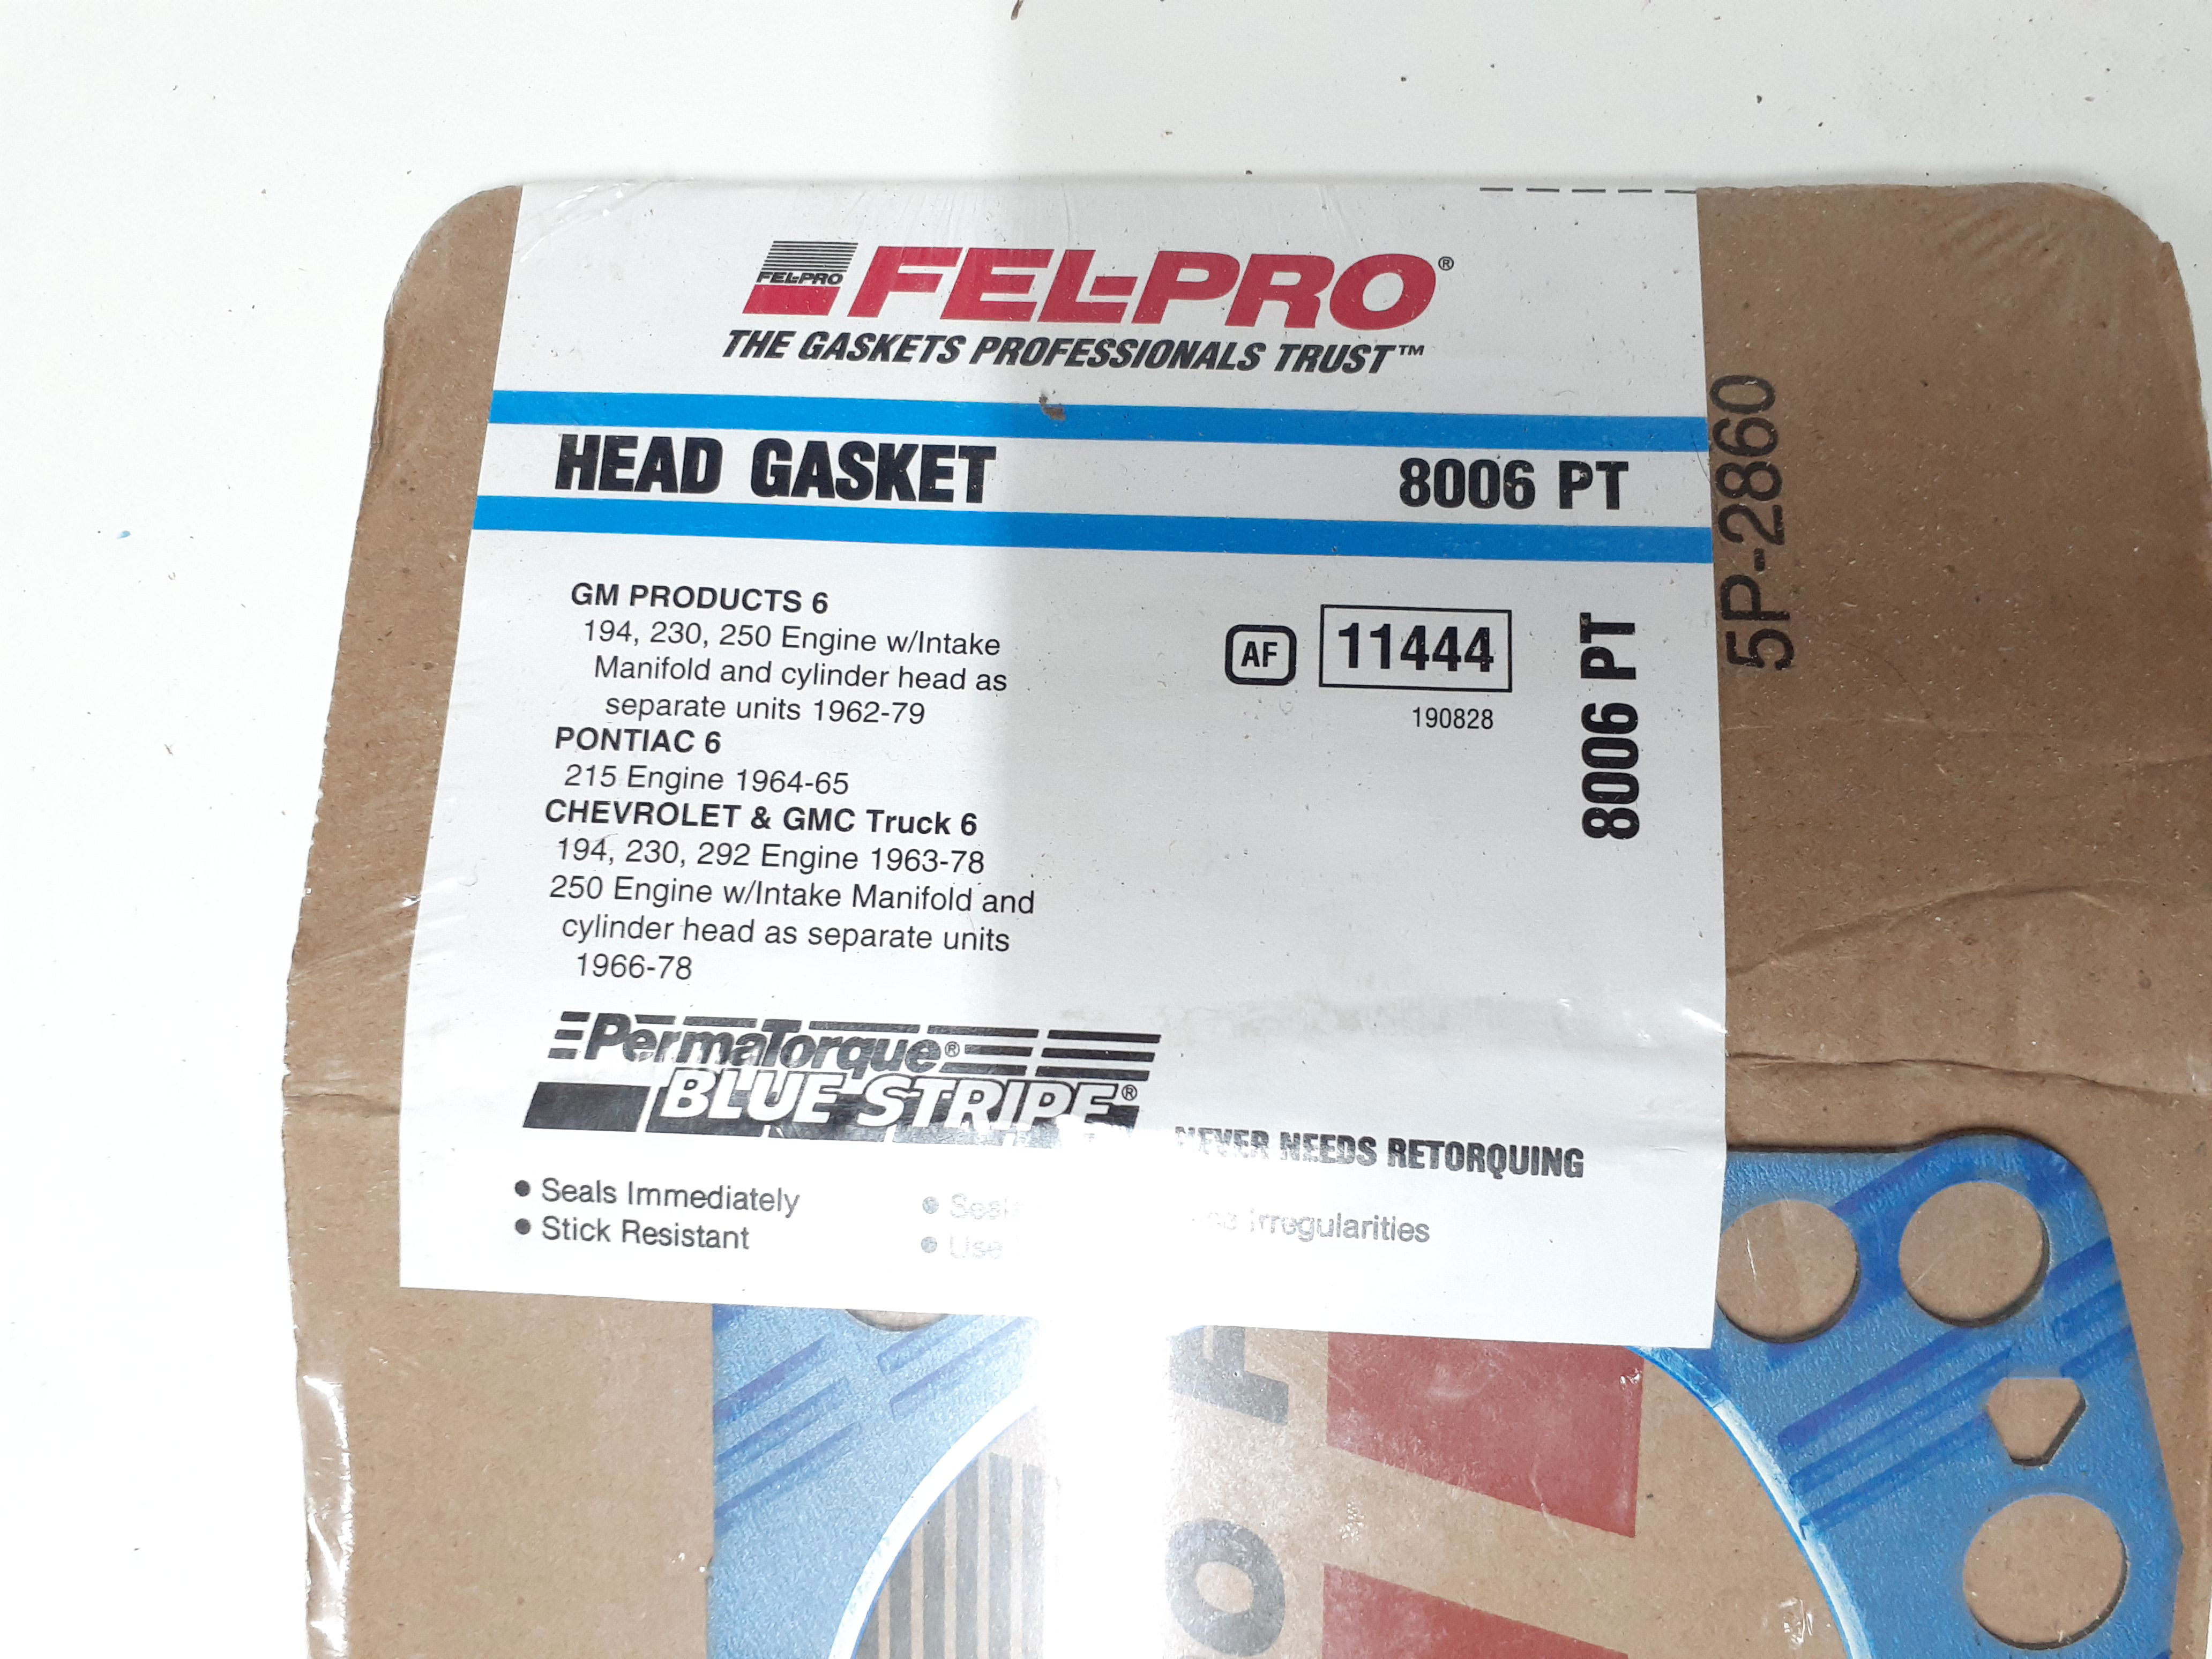 FEL-PRO
FEL-PRO®
THE GASKETS PROFESSIONALS TRUST™
HEAD GASKET 8006 PT
GM PRODUCTS 6
194, 230, 250 Engine w/Intake
Manifold and cylinder head as
separate units 1962-79
PONTIAC 6
215 Engine 1964-65
CHEVROLET & GMC Truck 6
194, 230, 292 Engine 1963-78
250 Engine w/Intake Manifold and
cylinder head as separate units
1966-78
AF 11444
190828
8006 PT
5P-2860
PermaTorque®
BLUE STRIPE®
NEVER NEEDS RETORQUING
• Seals Immediately
• Stick Resistant
• Use
Irregularities